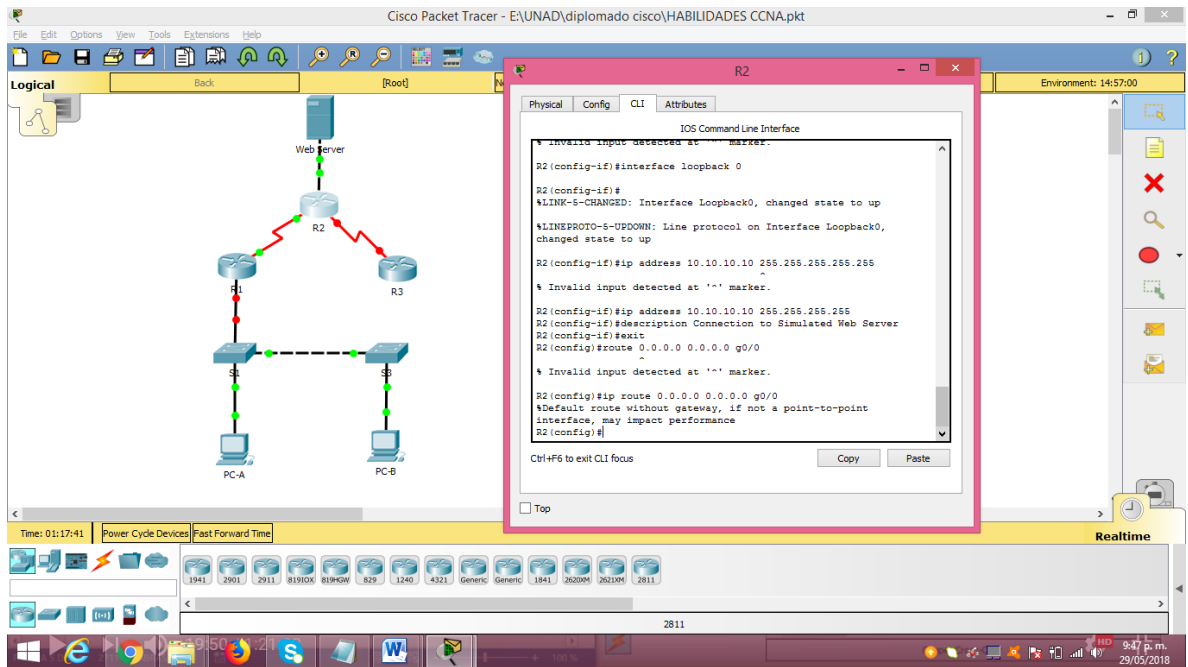 Cisco Packet Tracer - E:\UNAD\diplomado cisco\HABILIDADES CCNA.pkt
File Edit Options View Tools Extensions Help
Logical
Back
[Root]
Environment: 14:57:00
Web Server
R2
R1
R3
S1
S3
PC-A
PC-B
R2
Physical Config CLI Attributes
IOS Command Line Interface
% Invalid input detected at '^' marker.
R2(config-if)#interface loopback 0
R2(config-if)#
%LINK-5-CHANGED: Interface Loopback0, changed state to up
%LINEPROTO-5-UPDOWN: Line protocol on Interface Loopback0,
changed state to up
R2(config-if)#ip address 10.10.10.10 255.255.255.255.255
^
% Invalid input detected at '^' marker.
R2(config-if)#ip address 10.10.10.10 255.255.255.255
R2(config-if)#description Connection to Simulated Web Server
R2(config-if)#exit
R2(config)#route 0.0.0.0 0.0.0.0 g0/0
^
% Invalid input detected at '^' marker.
R2(config)#ip route 0.0.0.0 0.0.0.0 g0/0
%Default route without gateway, if not a point-to-point
interface, may impact performance
R2(config)#
Ctrl+F6 to exit CLI focus
Copy
Paste
Top
Time: 01:17:41 Power Cycle Devices Fast Forward Time
Realtime
1941 2901 2911 819IOX 819HGW 829 1240 4321 Generic Generic 1841 2620XM 2621XM 2811
2811
100%
HD
9:47 p. m.
29/05/2018